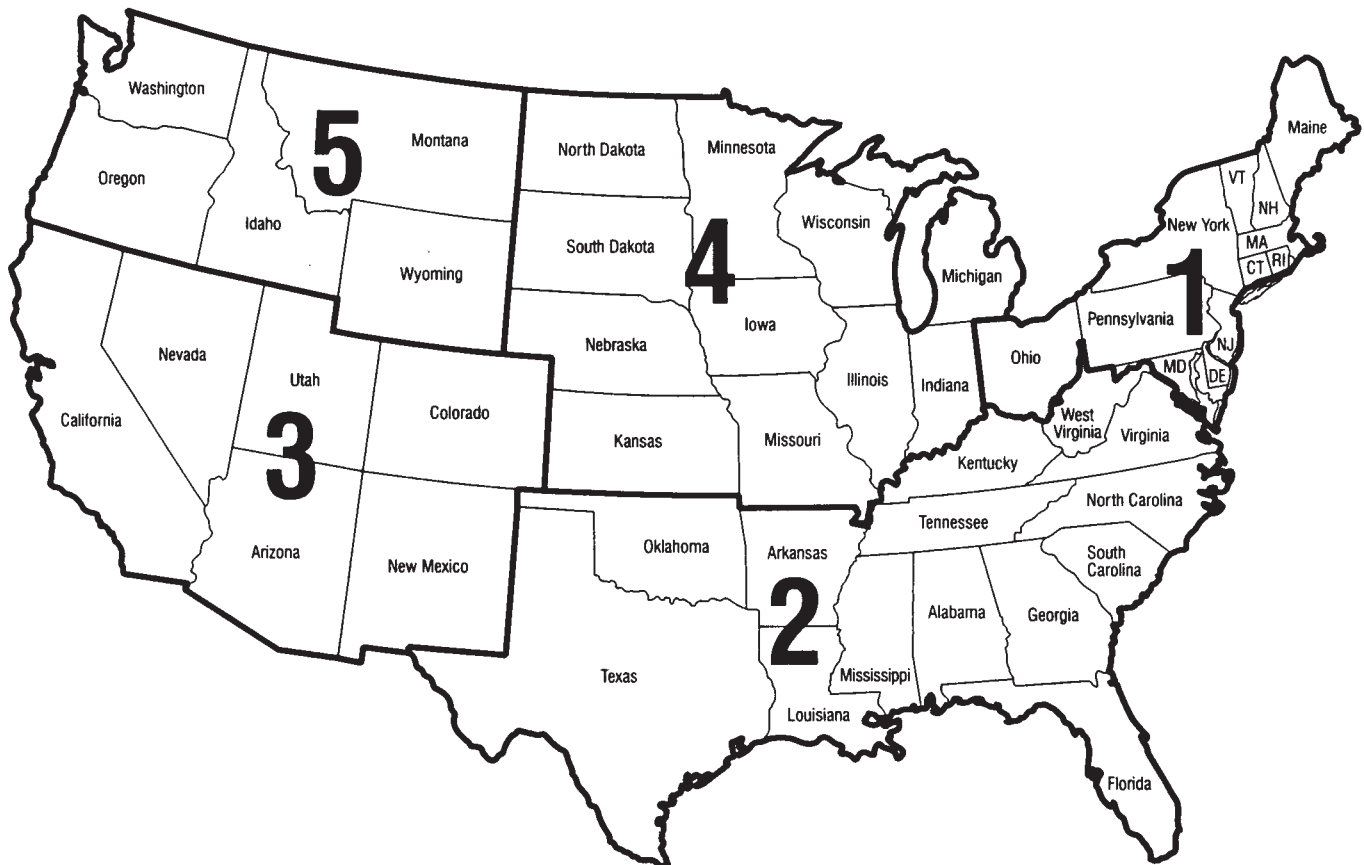 Washington
Oregon
5
Idaho
Montana
Wyoming
California
Nevada
Utah
Colorado
3
Arizona
New Mexico
North Dakota
Minnesota
South Dakota
4
Wisconsin
Michigan
Nebraska
Iowa
Illinois
Indiana
Kansas
Missouri
Maine
VT
NH
New York
MA
CT
RI
1
Pennsylvania
NJ
Ohio
MD
DE
West
Virginia
Virginia
Kentucky
North Carolina
Tennessee
South
Carolina
Oklahoma
Arkansas
2
Alabama
Georgia
Texas
Mississippi
Louisiana
Florida